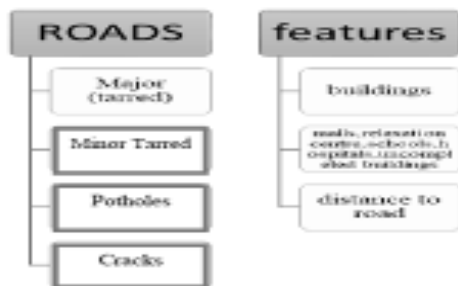 ROADS
Major
(tarred)
Minor Tarred
Potholes
Cracks
features
buildings
malls,relaxation
centre,schools,h
ospitals,uncompl
eted buildings
distance to
road